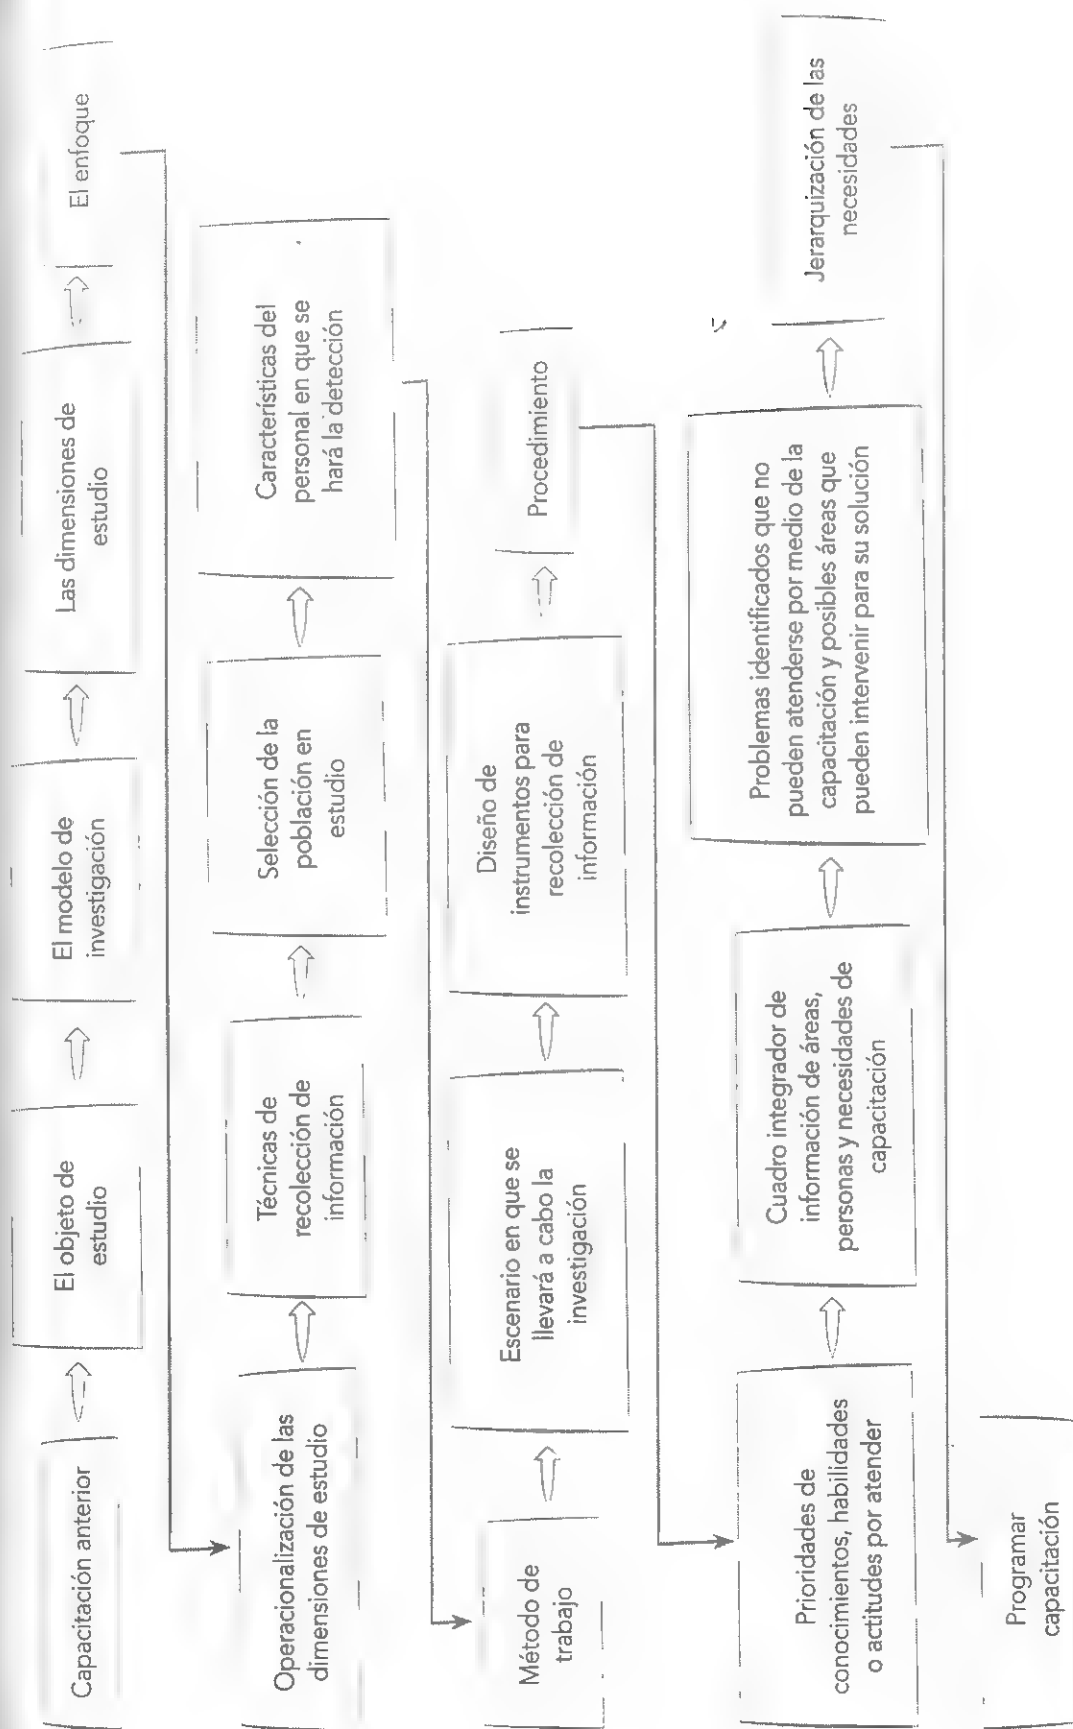 Capacitación anterior
El objeto de
estudio
El modelo de
investigación
Las dimensiones de
estudio
El enfoque
Operacionalización de las
dimensiones de estudio
Técnicas de
recolección de
información
Selección de la
población en
estudio
Características del
personal en que se
hará la detección
Método de
trabajo
Escenario en que se
llevará a cabo la
investigación
Diseño de
instrumentos para
recolección de
información
Procedimiento
Prioridades de
conocimientos, habilidades
o actitudes por atender
Cuadro integrador de
información de áreas,
personas y necesidades de
capacitación
Problemas identificados que no
pueden atenderse por medio de la
capacitación y posibles áreas que
pueden intervenir para su solución
Jerarquización de las
necesidades
Programar
capacitación